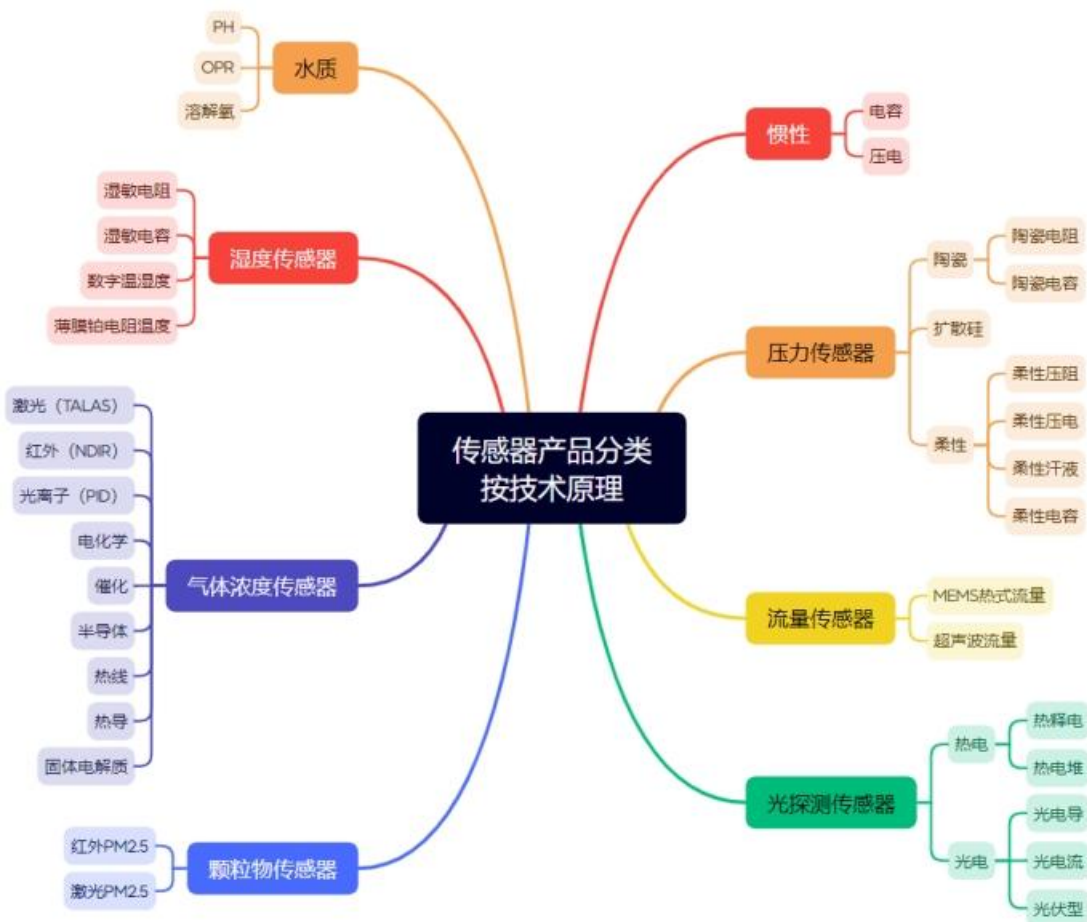 传感器产品分类
按技术原理
水质
PH
OPR
溶解氧
湿度传感器
湿敏电阻
湿敏电容
数字温湿度
薄膜铂电阻温度
气体浓度传感器
激光（TALAS）
红外（NDIR）
光离子（PID）
电化学
催化
半导体
热线
热导
固体电解质
颗粒物传感器
红外PM2.5
激光PM2.5
惯性
电容
压电
压力传感器
陶瓷
陶瓷电阻
陶瓷电容
扩散硅
柔性
柔性压阻
柔性压电
柔性汗液
柔性电容
流量传感器
MEMS热式流量
超声波流量
光探测传感器
热电
热释电
热电堆
光电
光电导
光电流
光伏型